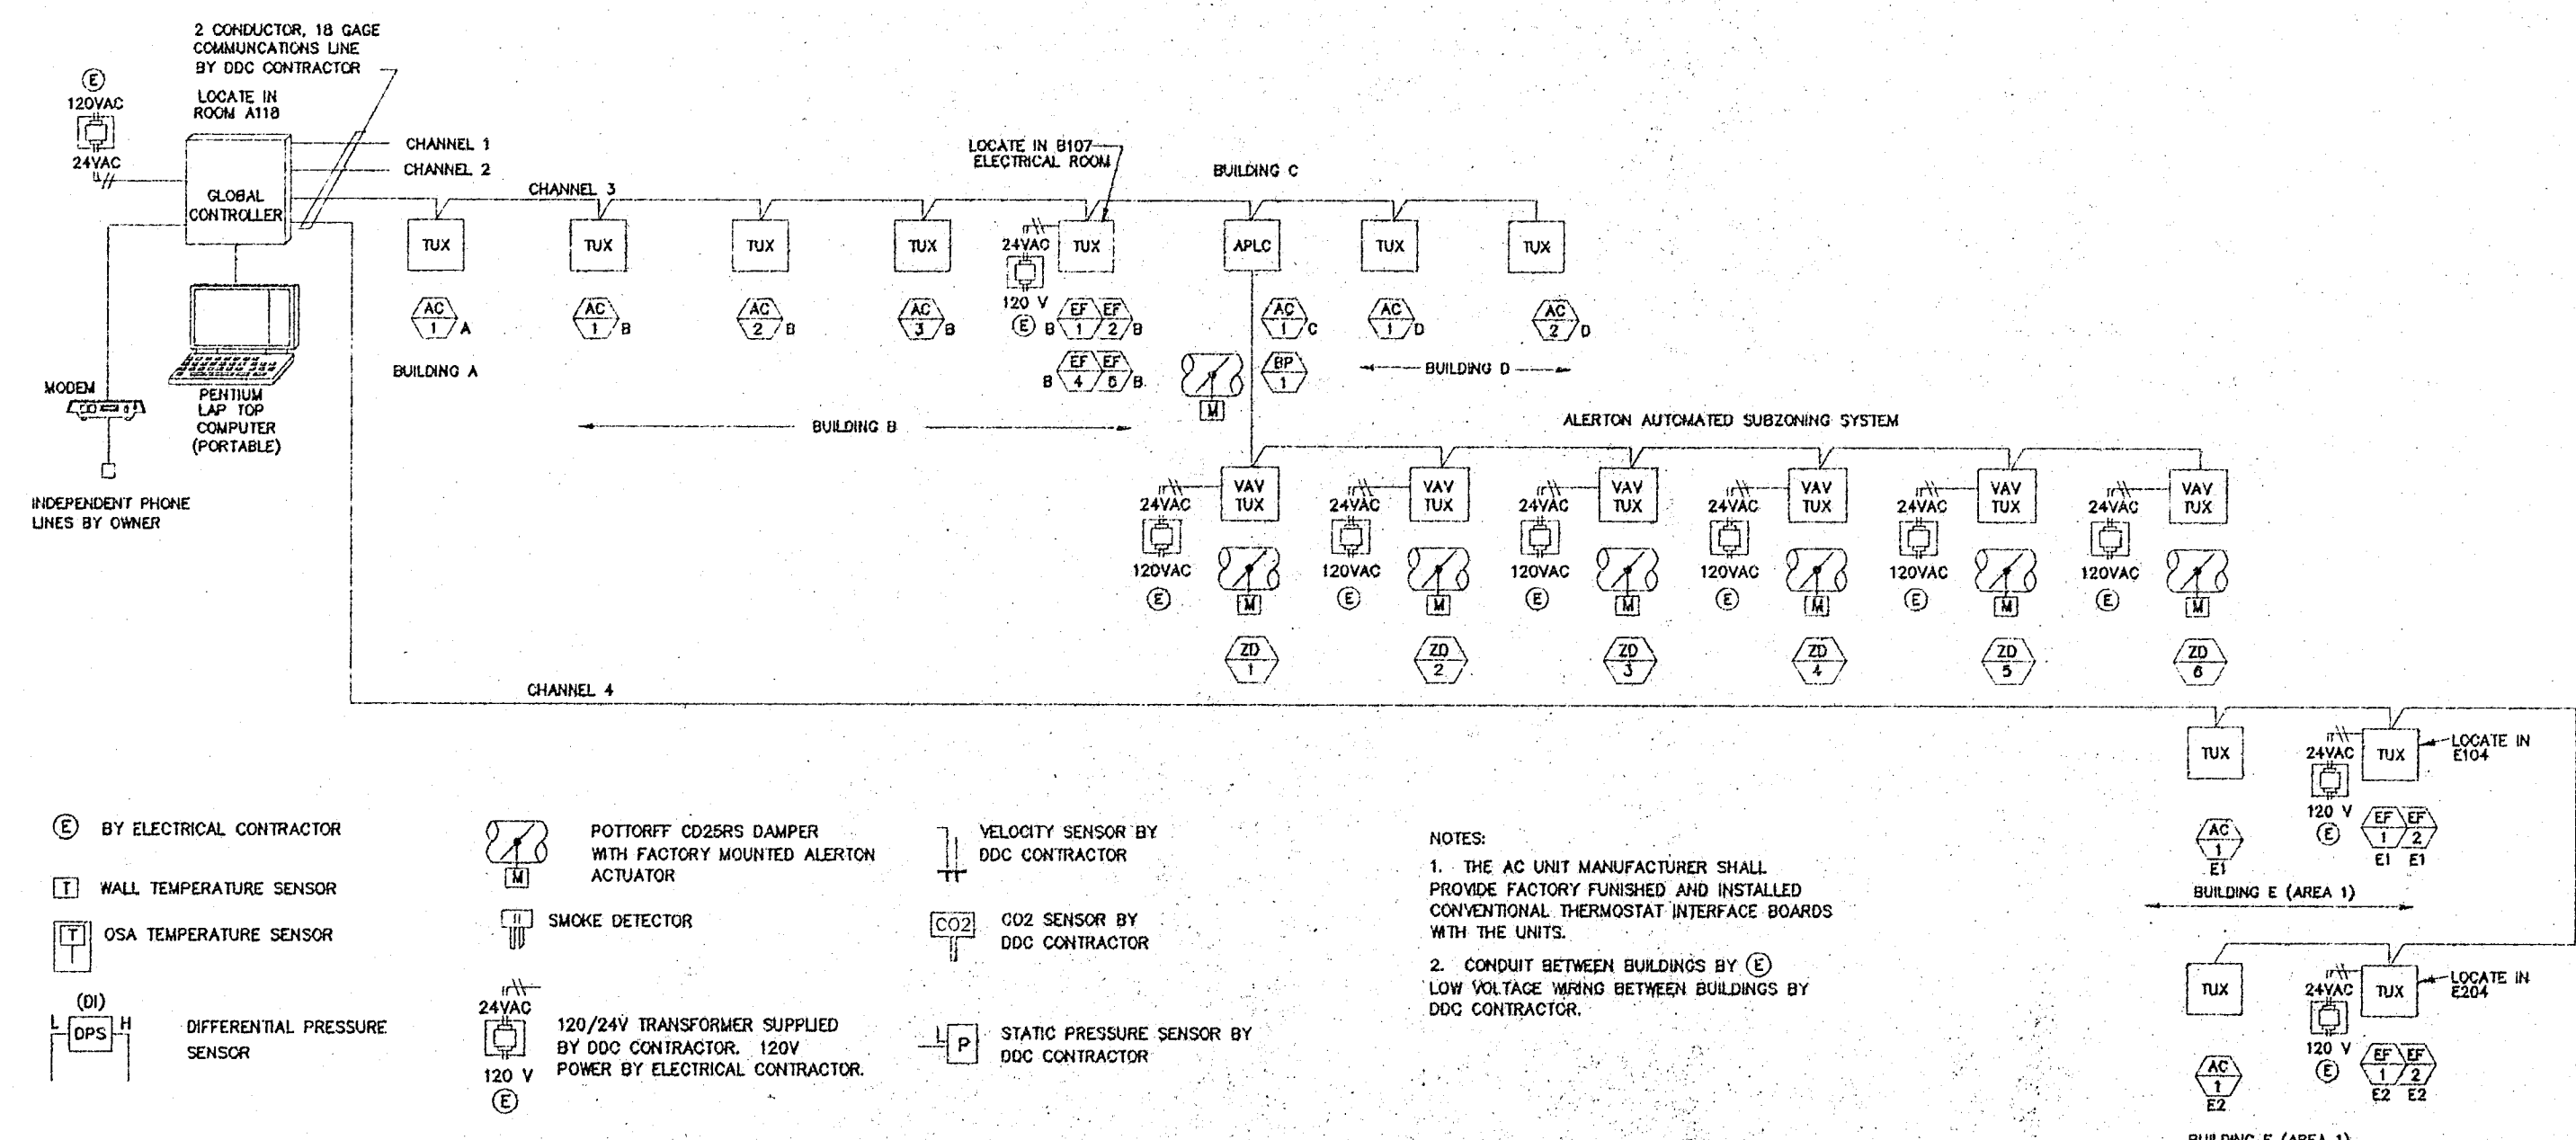 2 CONDUCTOR, 18 GAGE
COMMUNCATIONS LINE
BY DDC CONTRACTOR
LOCATE IN
ROOM A118
E
120VAC
24VAC
GLOBAL
CONTROLLER
CHANNEL 1
CHANNEL 2
CHANNEL 3
LOCATE IN B107
ELECTRICAL ROOM
BUILDING C
TUX
TUX
TUX
TUX
24VAC
TUX
APLC
TUX
TUX
120 V
E
AC
1 A
AC
1 B
AC
2 B
AC
3 B
EF EF
B 1 2 B
EF EF
B 4 6 B
AC
1 C
BP
1
M
AC
1 D
AC
2 D
BUILDING A
BUILDING B
BUILDING D
MODEM
PENTIUM
LAP TOP
COMPUTER
(PORTABLE)
INDEPENDENT PHONE
LINES BY OWNER
ALERTON AUTOMATED SUBZONING SYSTEM
VAV
TUX
24VAC
120VAC
E
M
ZD
1
VAV
TUX
24VAC
120VAC
E
M
ZD
2
VAV
TUX
24VAC
120VAC
E
M
ZD
3
VAV
TUX
24VAC
120VAC
E
M
ZD
4
VAV
TUX
24VAC
120VAC
E
M
ZD
5
VAV
TUX
24VAC
120VAC
E
M
ZD
6
CHANNEL 4
TUX
24VAC
TUX
LOCATE IN
E104
120 V
E
AC
1
E1
EF EF
1 2
E1 E1
BUILDING E (AREA 1)
TUX
24VAC
TUX
LOCATE IN
E204
120 V
E
AC
1
E2
EF EF
1 2
E2 E2
BUILDING E (AREA 1)
E BY ELECTRICAL CONTRACTOR
T WALL TEMPERATURE SENSOR
T OSA TEMPERATURE SENSOR
(DI)
L DPS H
DIFFERENTIAL PRESSURE
SENSOR
M
POTTORFF CD25RS DAMPER
WITH FACTORY MOUNTED ALERTON
ACTUATOR
SMOKE DETECTOR
24VAC
120 V
E
120/24V TRANSFORMER SUPPLIED
BY DDC CONTRACTOR. 120V
POWER BY ELECTRICAL CONTRACTOR.
VELOCITY SENSOR BY
DDC CONTRACTOR
CO2
CO2 SENSOR BY
DDC CONTRACTOR
L P
STATIC PRESSURE SENSOR BY
DDC CONTRACTOR
NOTES:
1. THE AC UNIT MANUFACTURER SHALL
PROVIDE FACTORY FUNISHED AND INSTALLED
CONVENTIONAL THERMOSTAT INTERFACE BOARDS
WITH THE UNITS.
2. CONDUIT BETWEEN BUILDINGS BY E
LOW VOLTAGE WIRING BETWEEN BUILDINGS BY
DDC CONTRACTOR.